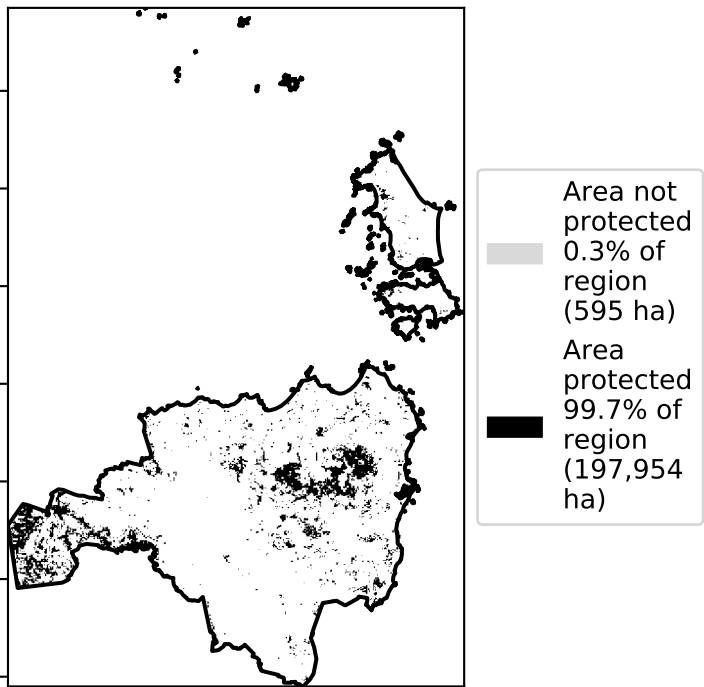 Area not
protected
0.3% of
region
(595 ha)
Area
protected
99.7% of
region
(197,954
ha)